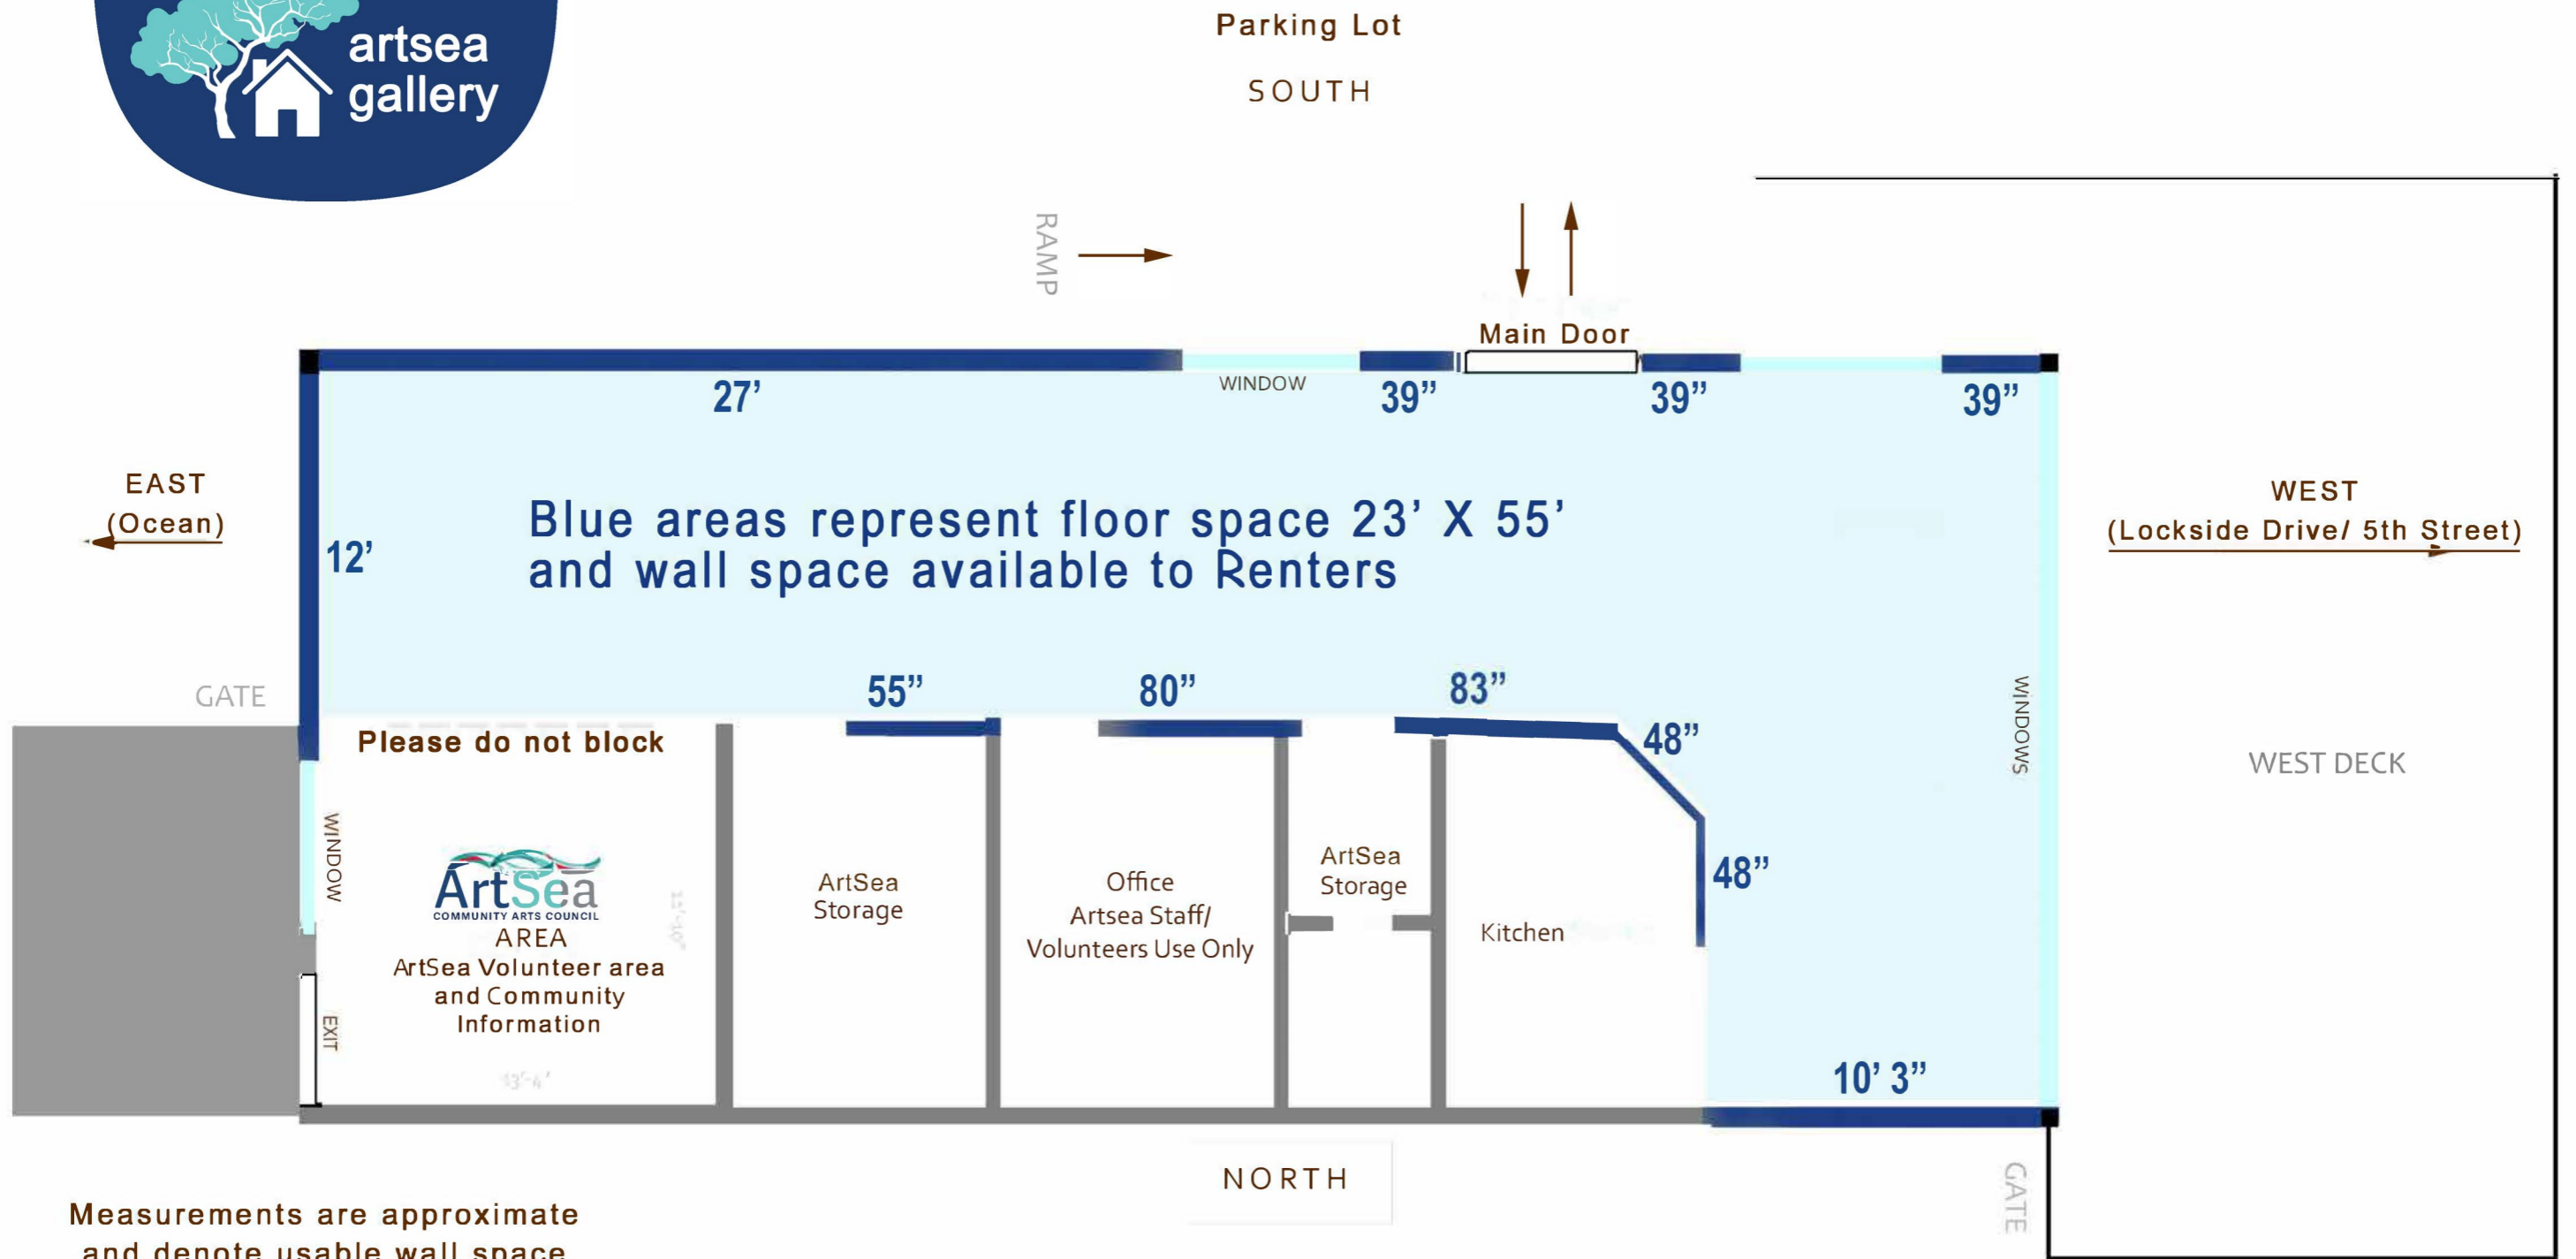 artsea
gallery
Parking Lot
SOUTH
RAMP
Main Door
27’
WINDOW
39”
39”
39”
EAST
(Ocean)
12’
Blue areas represent floor space 23’ X 55’
and wall space available to Renters
WEST
(Lockside Drive/ 5th Street)
GATE
55”
80”
83”
48”
WINDOWS
WEST DECK
Please do not block
WINDOW
ArtSea
COMMUNITY ARTS COUNCIL
AREA
ArtSea Volunteer area
and Community
Information
EXIT
ArtSea
Storage
Office
Artsea Staff/
Volunteers Use Only
ArtSea
Storage
Kitchen
48”
10’ 3”
NORTH
GATE
Measurements are approximate
and denote usable wall space